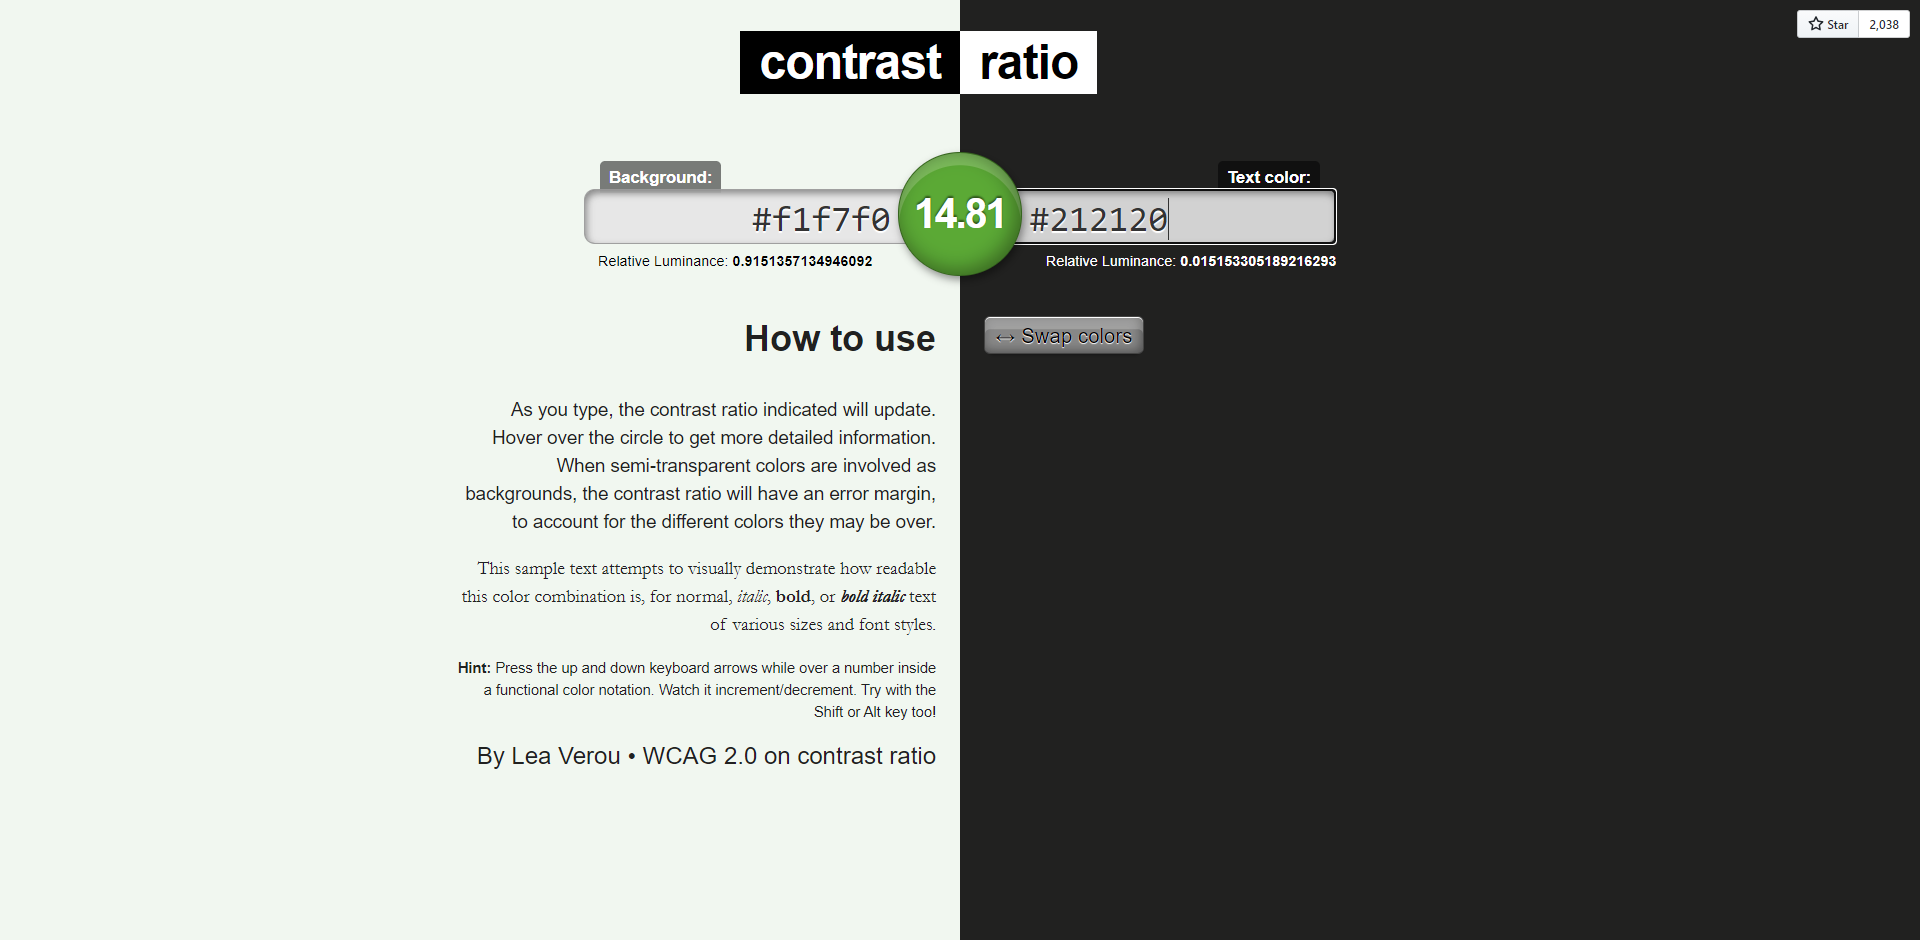 Star 2,038
contrast ratio
Background:
Text color:
#f1f7f0 14.81 #212120
Relative Luminance: 0.9151357134946092
Relative Luminance: 0.015153305189216293
How to use
↔ Swap colors
As you type, the contrast ratio indicated will update.
Hover over the circle to get more detailed information.
When semi-transparent colors are involved as
backgrounds, the contrast ratio will have an error margin,
to account for the different colors they may be over.
This sample text attempts to visually demonstrate how readable
this color combination is, for normal, italic, bold, or bold italic text
of various sizes and font styles.
Hint: Press the up and down keyboard arrows while over a number inside
a functional color notation. Watch it increment/decrement. Try with the
Shift or Alt key too!
By Lea Verou • WCAG 2.0 on contrast ratio